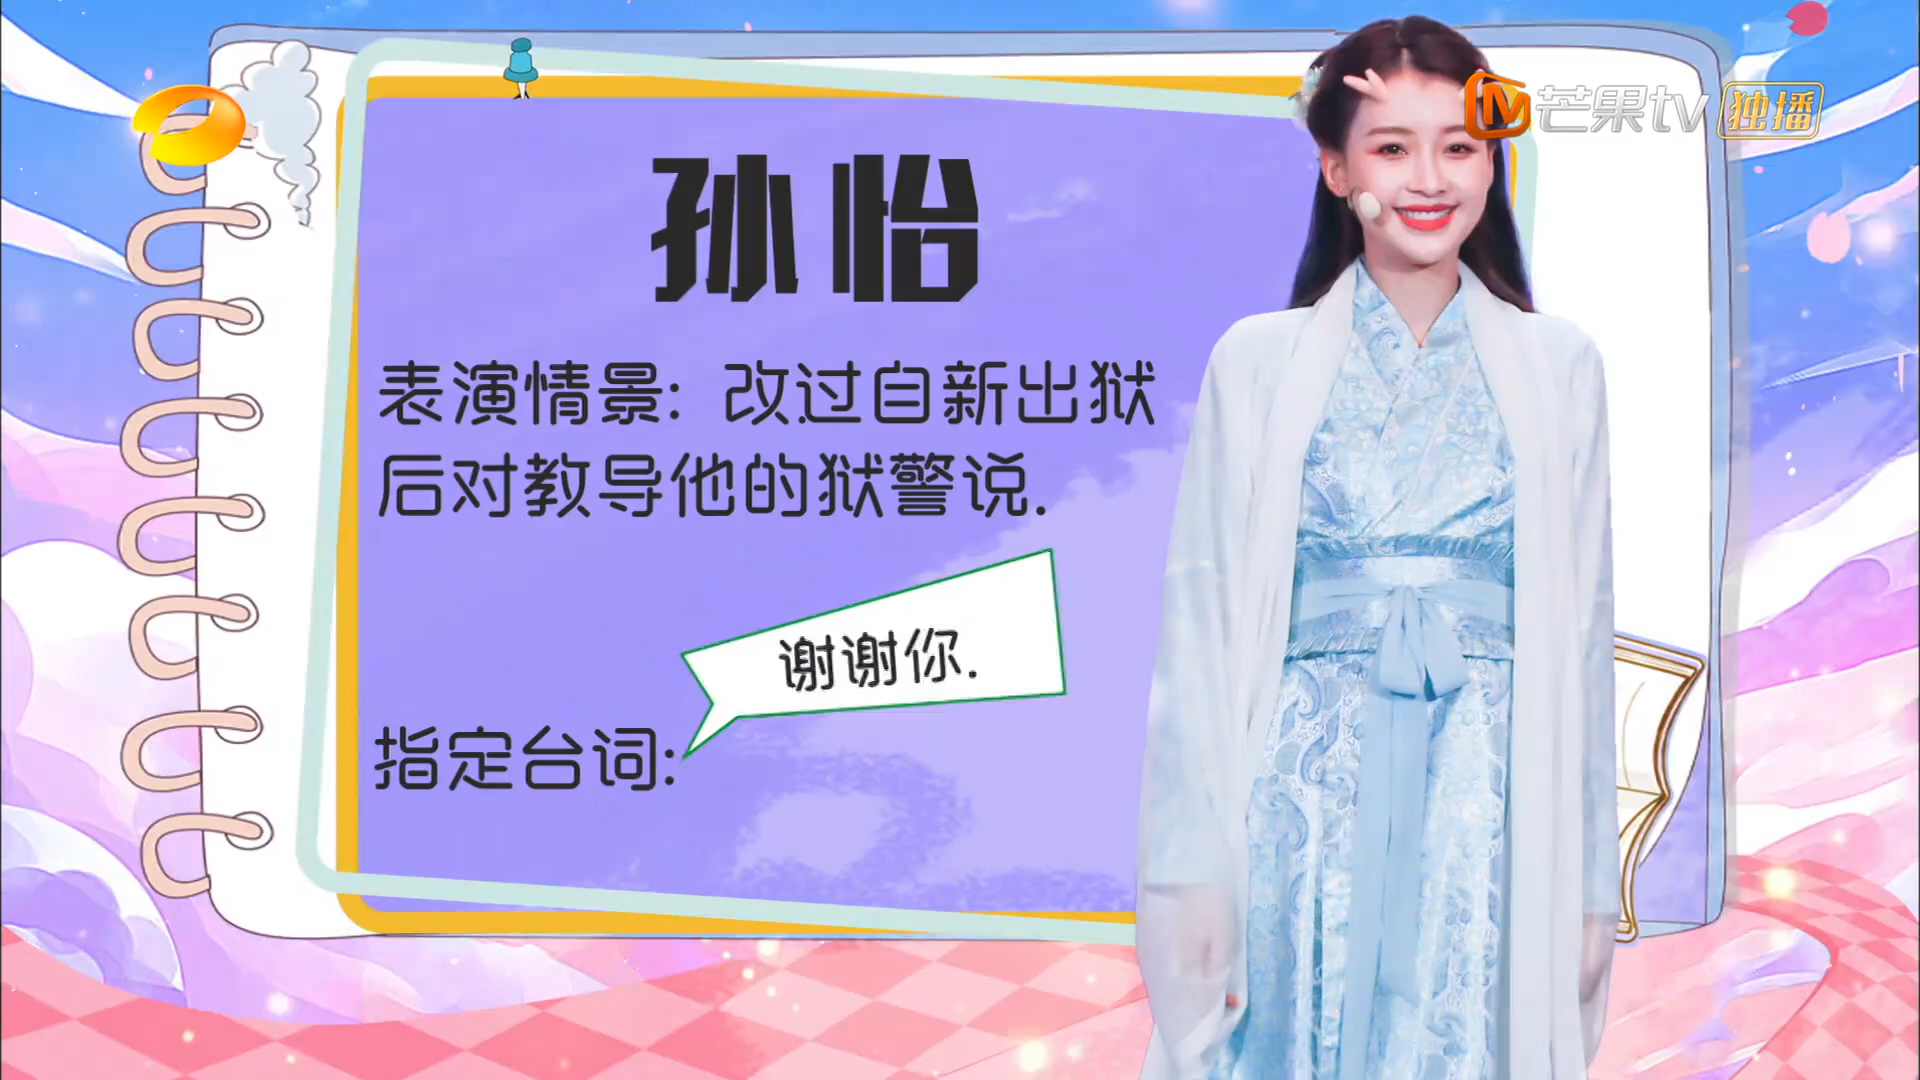 芒果tv 独播
孙怡
表演情景: 改过自新出狱
后对教导他的狱警说.
谢谢你.
指定台词: